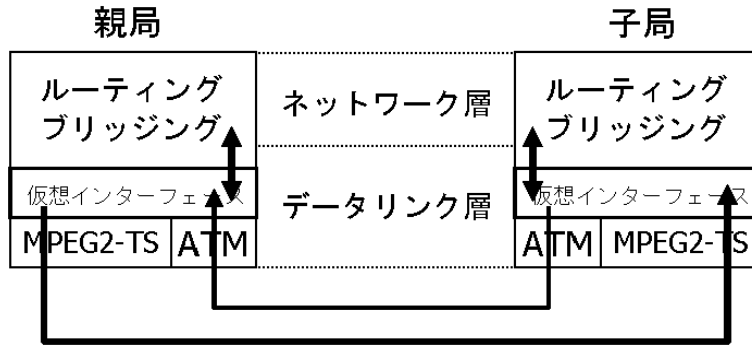 親局
子局
ルーティング
ブリッジング
ネットワーク層
ルーティング
ブリッジング
仮想インターフェース
データリンク層
仮想インターフェース
MPEG2-TS
ATM
ATM
MPEG2-TS